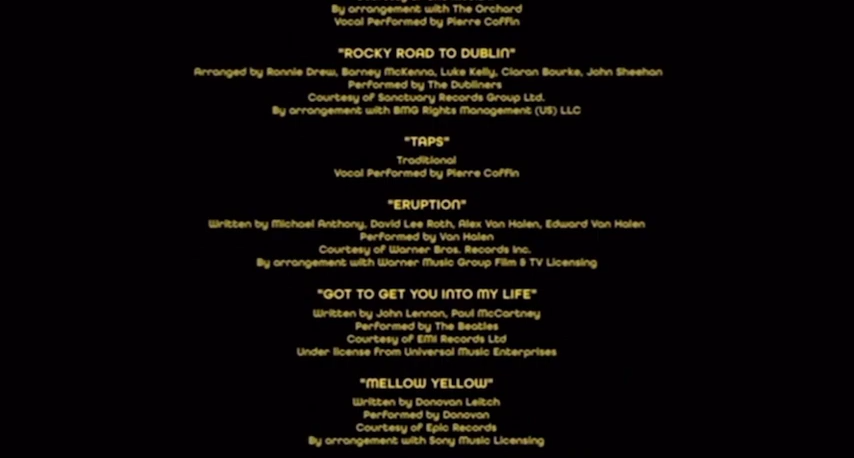 By arrangement with The Orchard
Vocal Performed by Pierre Coffin
"ROCKY ROAD TO DUBLIN"
Arranged by Ronnie Drew, Barney McKenna, Luke Kelly, Ciaran Bourke, John Sheahan
Performed by The Dubliners
Courtesy of Sanctuary Records Group Ltd.
By arrangement with BMG Rights Management (US) LLC
"TAPS"
Traditional
Vocal Performed by Pierre Coffin
"ERUPTION"
Written by Michael Anthony, David Lee Roth, Alex Van Halen, Edward Van Halen
Performed by Van Halen
Courtesy of Warner Bros. Records Inc.
By arrangement with Warner Music Group Film & TV Licensing
"GOT TO GET YOU INTO MY LIFE"
Written by John Lennon, Paul McCartney
Performed by The Beatles
Courtesy of EMI Records Ltd
Under license from Universal Music Enterprises
"MELLOW YELLOW"
Written by Donovan Leitch
Performed by Donovan
Courtesy of Epic Records
By arrangement with Sony Music Licensing